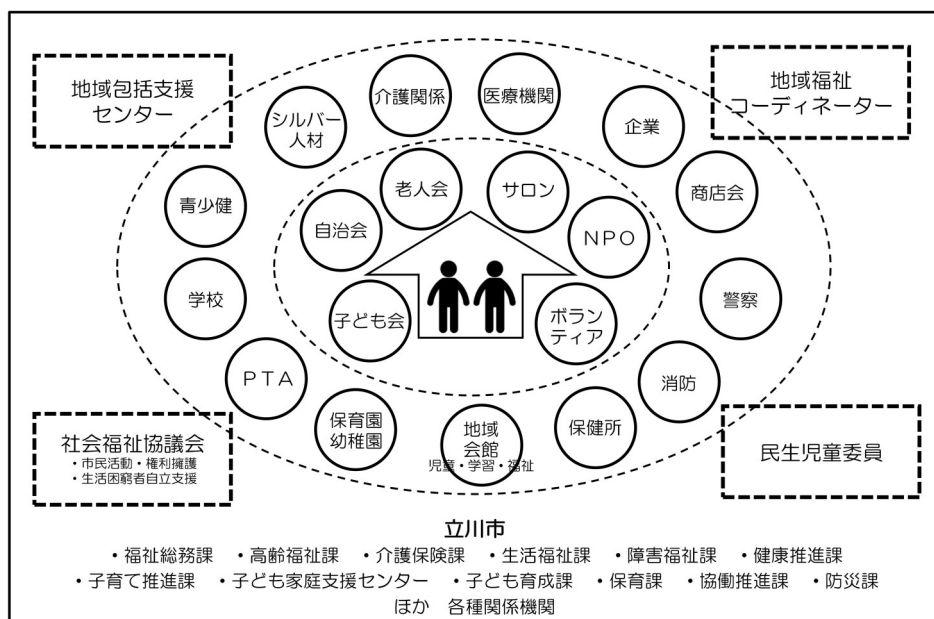 地域包括支援
センター
地域福祉
コーディネーター
介護関係
医療機関
シルバー
人材
企業
老人会
サロン
青少健
商店会
自治会
ＮＰＯ
学校
警察
子ども会
ボラン
ティア
ＰＴＡ
消防
保育園
幼稚園
地域
会館
児童・学習・福祉
保健所
社会福祉協議会
・市民活動・権利擁護
・生活困窮者自立支援
民生児童委員
立川市
・福祉総務課　・高齢福祉課　・介護保険課　・生活福祉課　・障害福祉課　・健康推進課
・子育て推進課　・子ども家庭支援センター　・子ども育成課　・保育課　・協働推進課　・防災課
ほか　各種関係機関